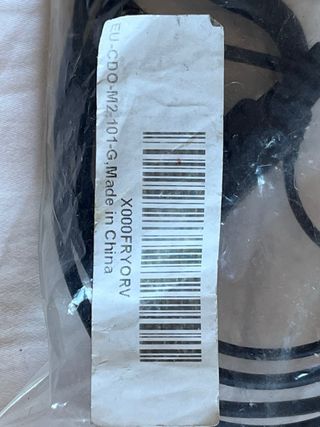 X000FRYORV
EU-CDO-M2-101-G,Made in China